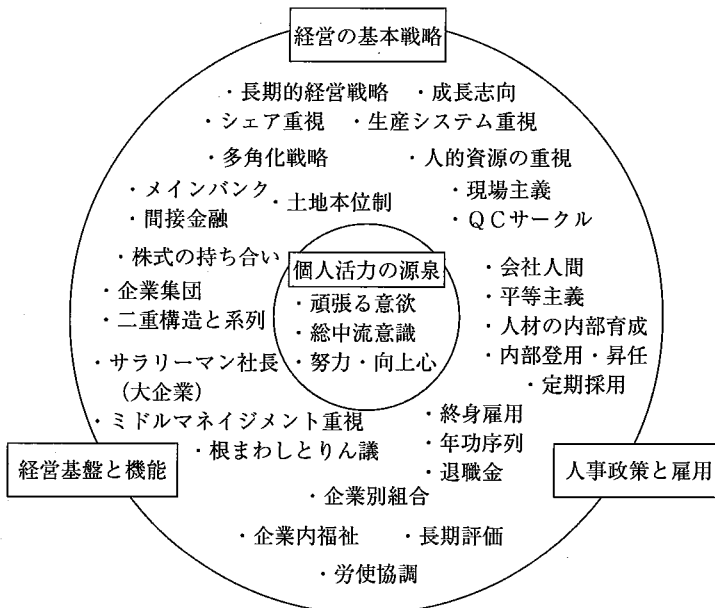 経営の基本戦略
・長期的経営戦略 ・成長志向
・シェア重視 ・生産システム重視
・多角化戦略 ・人的資源の重視
・メインバンク
・間接金融
・土地本位制
・現場主義
・QCサークル
・株式の持ち合い
・企業集団
・二重構造と系列
個人活力の源泉
・頑張る意欲
・総中流意識
・努力・向上心
・会社人間
・平等主義
・人材の内部育成
・内部登用・昇任
・定期採用
・サラリーマン社長
(大企業)
・ミドルマネイジメント重視
・根まわしとりん議
・終身雇用
・年功序列
・退職金
経営基盤と機能
人事政策と雇用
・企業別組合
・企業内福祉 ・長期評価
・労使協調